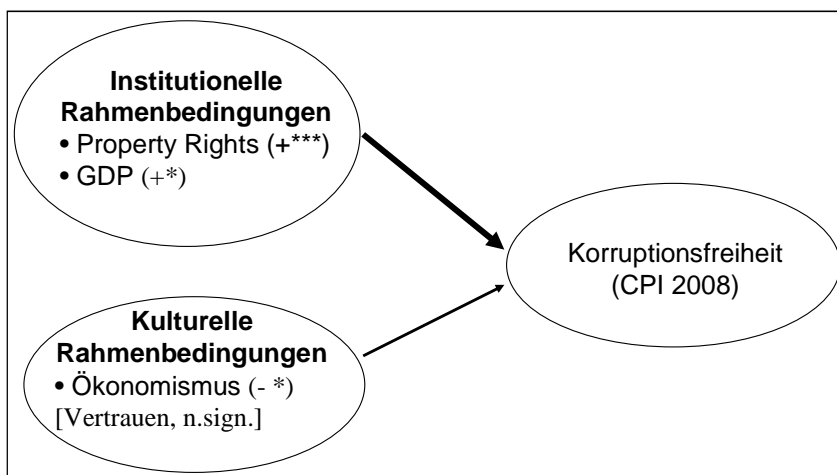 Institutionelle
Rahmenbedingungen
• Property Rights (+***)
• GDP (+*)
Korruptionsfreiheit
(CPI 2008)
Kulturelle
Rahmenbedingungen
• Ökonomismus (- *)
[Vertrauen, n.sign.]